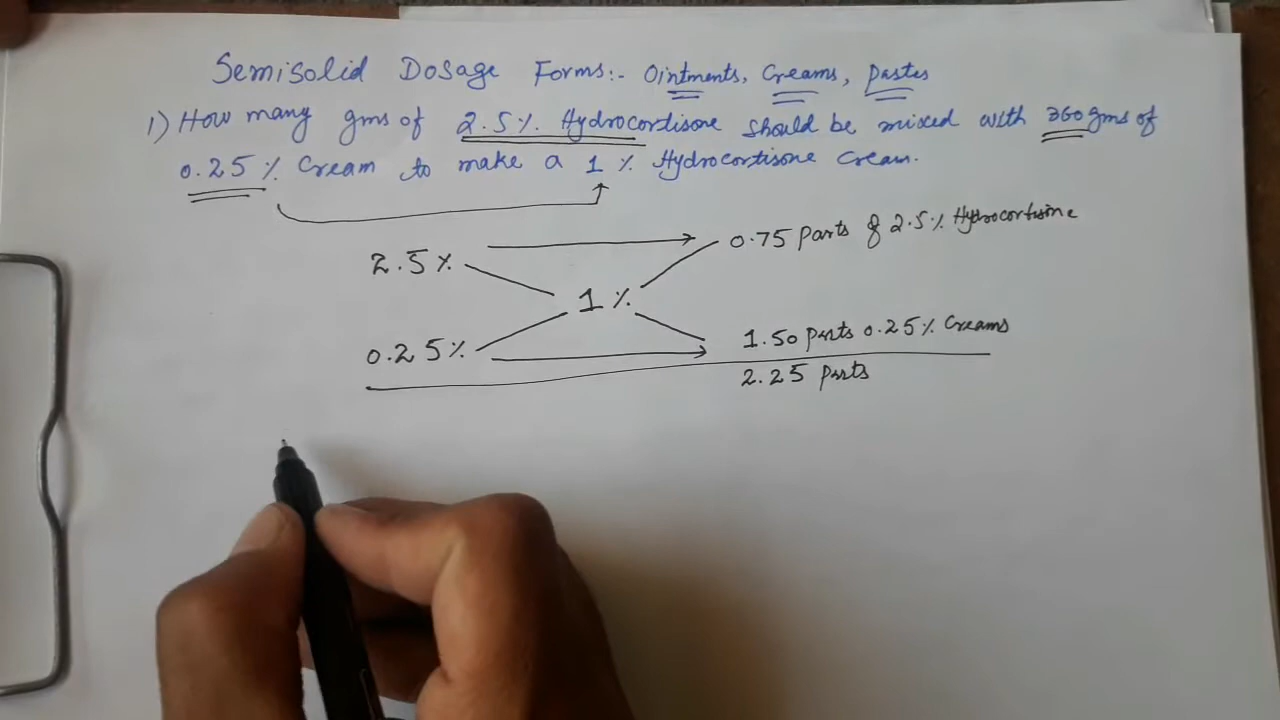 Semisolid Dosage Forms:- Ointments, Creams, Pastes
1) How many gms of 2.5% Hydrocortisone should be mixed with 360 gms of
0.25% Cream to make a 1% Hydrocortisone Cream.
2.5% 0.75 Parts of 2.5% Hydrocortisone
1%
0.25% 1.50 Parts 0.25% Creams
2.25 Parts